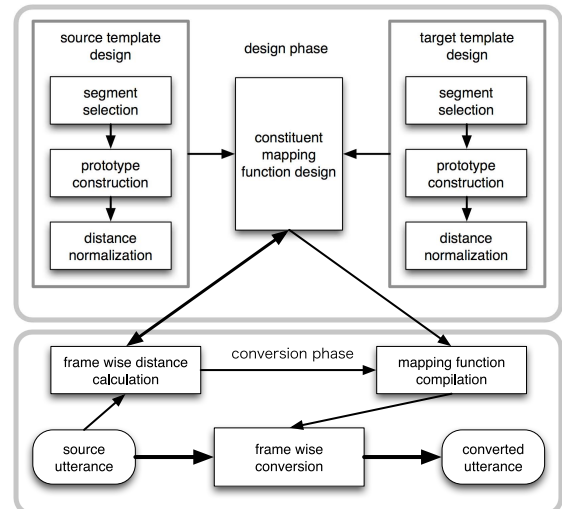 source template
design
segment
selection
prototype
construction
distance
normalization
design phase
constituent
mapping
function design
target template
design
segment
selection
prototype
construction
distance
normalization
frame wise distance
calculation
conversion phase
mapping function
compilation
source
utterance
frame wise
conversion
converted
utterance